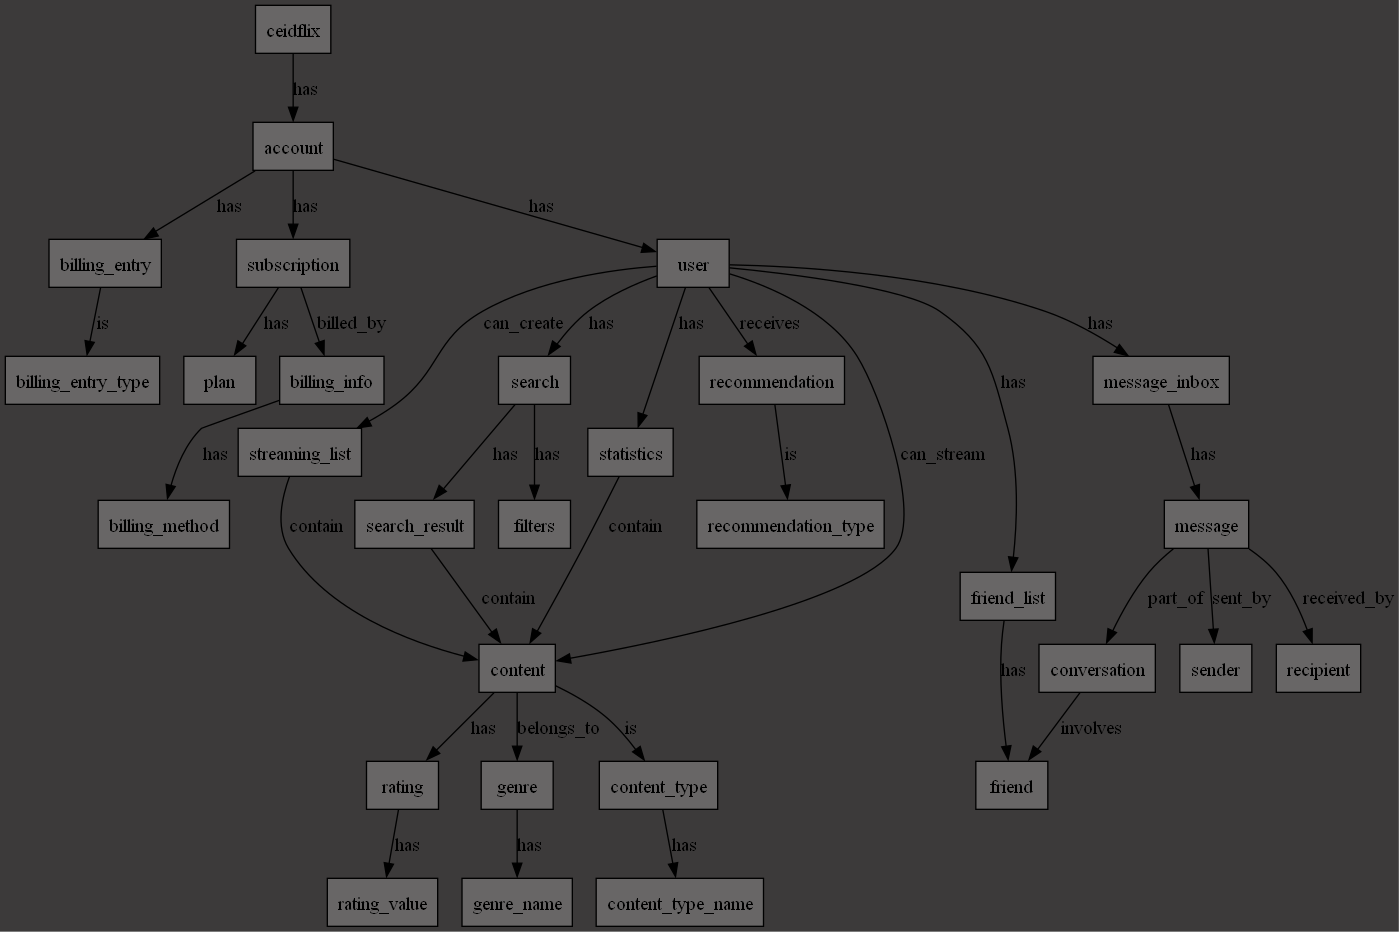 ceidflix
has
account
has
has
has
billing_entry
subscription
user
is
has
billed_by
can_create
has
has
receives
has
billing_entry_type
plan
billing_info
search
recommendation
has
message_inbox
has
streaming_list
has
has
statistics
is
can_stream
has
billing_method
contain
search_result
filters
contain
recommendation_type
message
contain
friend_list
part_of
sent_by
received_by
content
has
conversation
sender
recipient
has
belongs_to
is
involves
rating
genre
content_type
friend
has
has
has
rating_value
genre_name
content_type_name